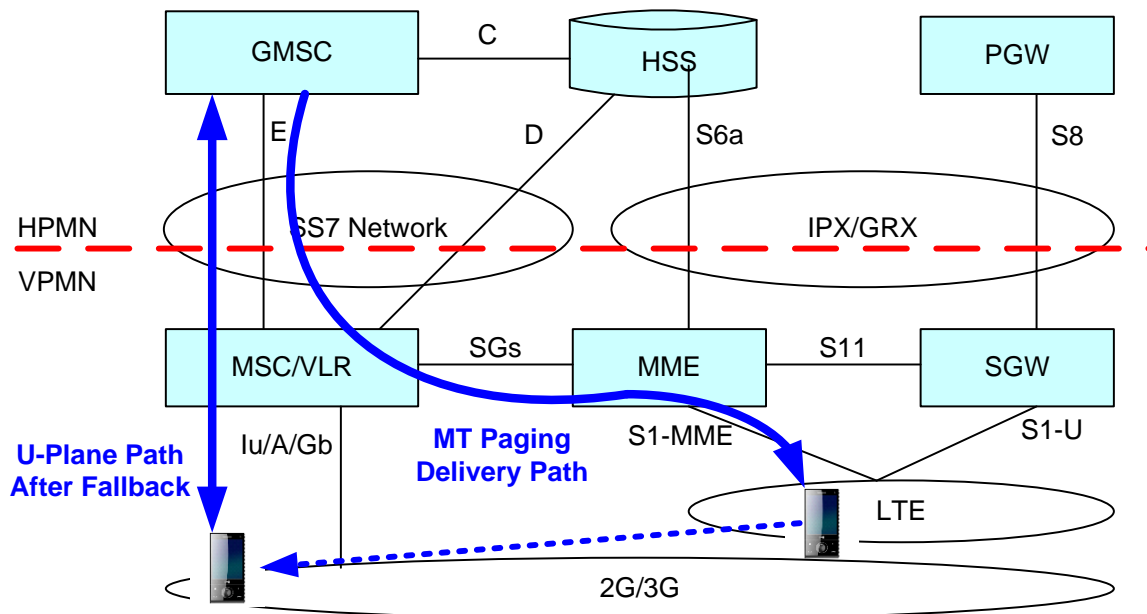 GMSC
C
HSS
PGW
E
D
S6a
S8
HPMN
SS7 Network
IPX/GRX
VPMN
MSC/VLR
SGs
MME
S11
SGW
Iu/A/Gb
MT Paging
Delivery Path
S1-MME
S1-U
U-Plane Path
After Fallback
LTE
2G/3G